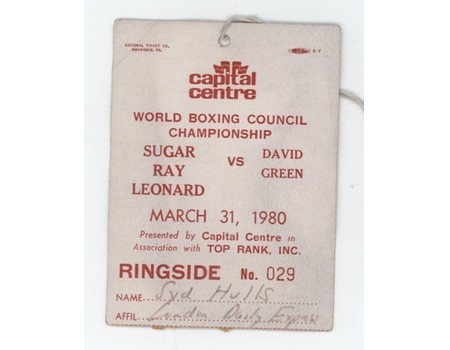 NATIONAL TICKET CO.
SHAMOKIN, PA.
capital
centre
WORLD BOXING COUNCIL
CHAMPIONSHIP
SUGAR
RAY
LEONARD
VS
DAVID
GREEN
MARCH 31, 1980
Presented by Capital Centre in
Association with TOP RANK, INC.
RINGSIDE No. 029
NAME Syd Hulls
AFFIL London Daily Express